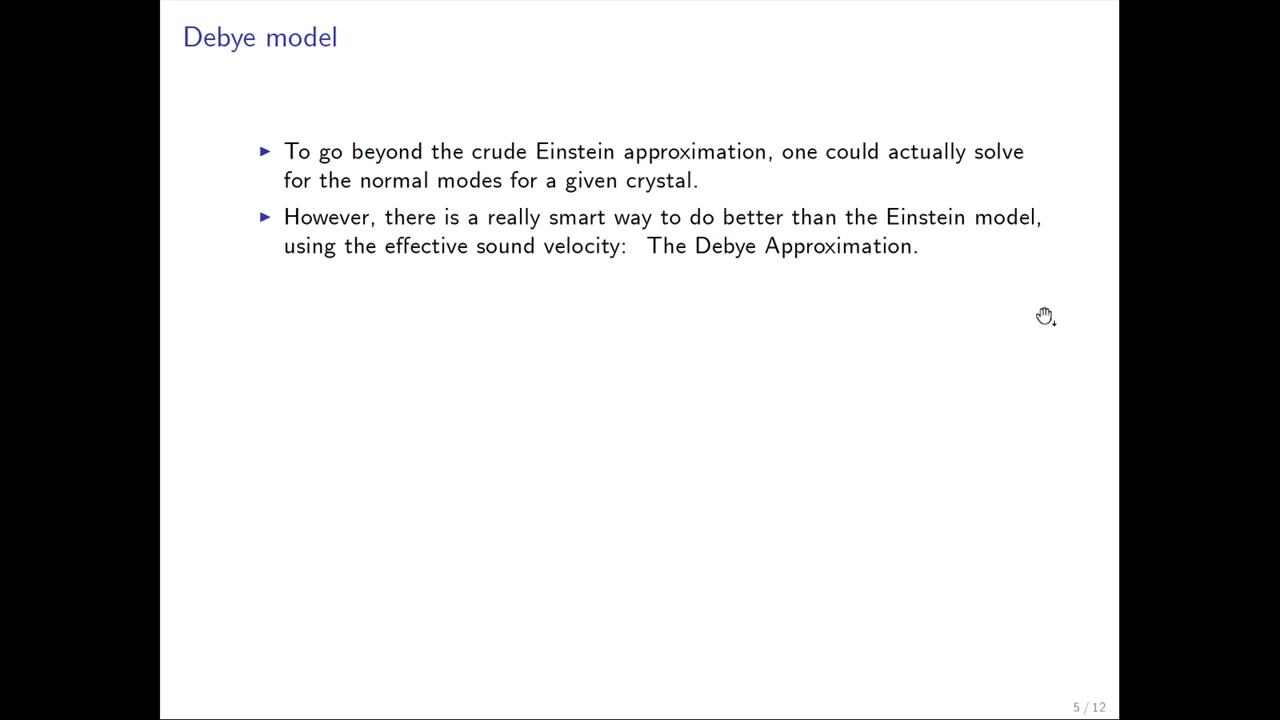 Debye model
▶ To go beyond the crude Einstein approximation, one could actually solve
for the normal modes for a given crystal.
▶ However, there is a really smart way to do better than the Einstein model,
using the effective sound velocity: The Debye Approximation.
5 / 12